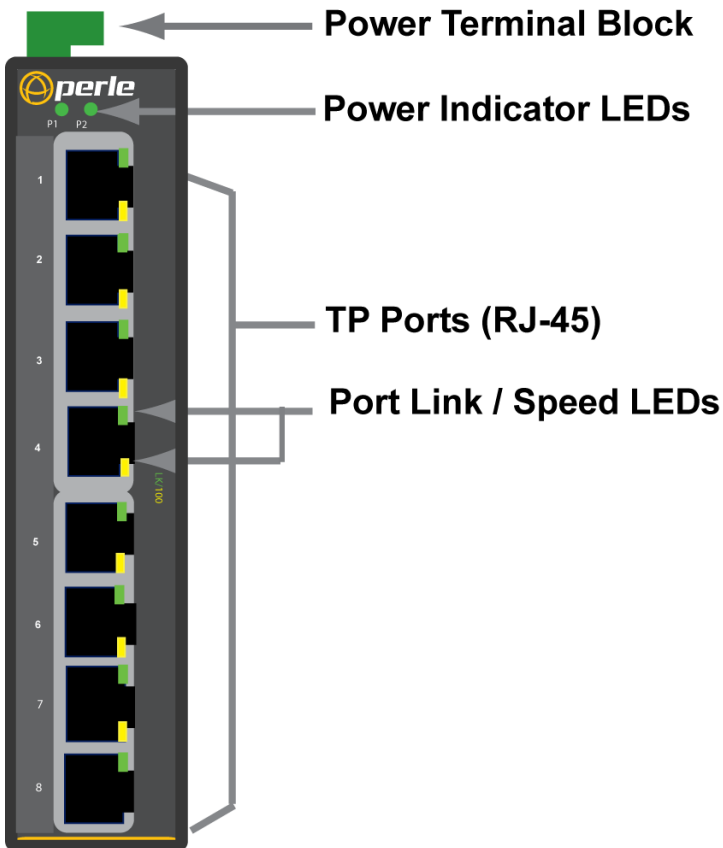 Power Terminal Block
perle
Power Indicator LEDs
P1 P2
1
2
3
TP Ports (RJ-45)
Port Link / Speed LEDs
4
LK/100
5
6
7
8